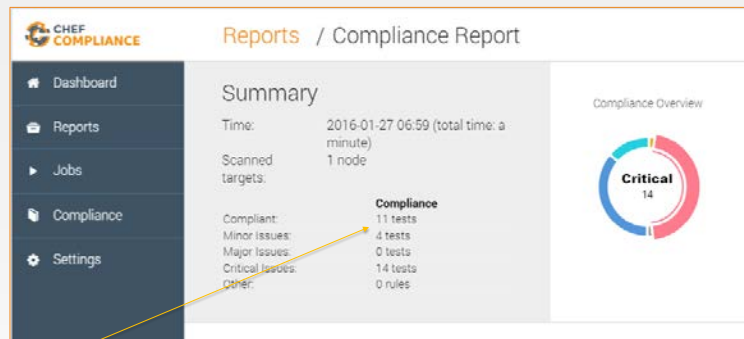 CHEF
COMPLIANCE
Reports / Compliance Report
Dashboard
Reports
Jobs
Compliance
Settings
Summary
Time: 2016-01-27 06:59 (total time: a
minute)
Scanned 1 node
targets:
Compliance
Compliant: 11 tests
Minor Issues: 4 tests
Major Issues: 0 tests
Critical Issues: 14 tests
Other: 0 rules
Compliance Overview
Critical
14